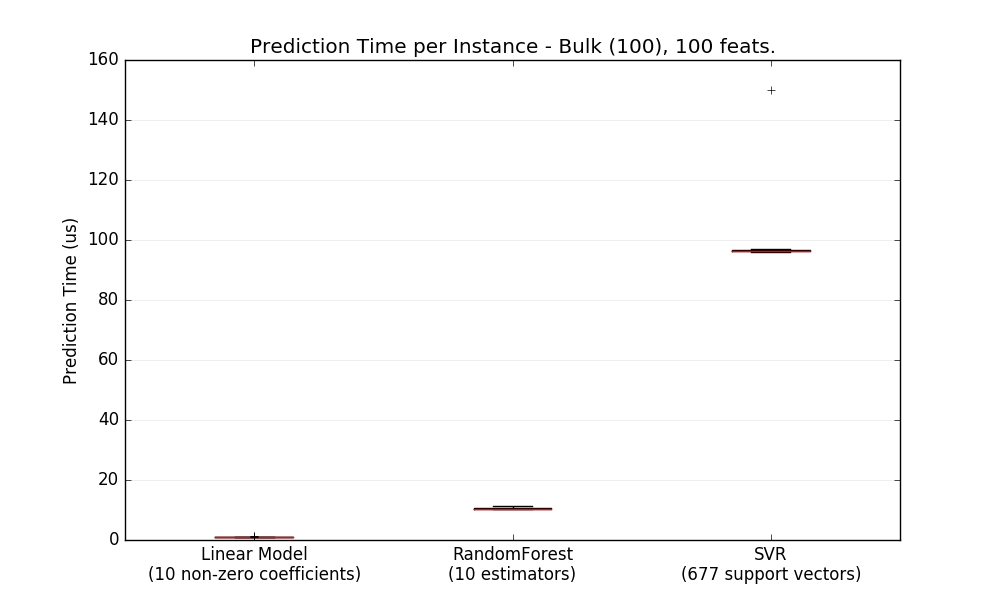 Prediction Time per Instance - Bulk (100), 100 feats.
160
140
120
100
80
60
40
20
0
Prediction Time (us)
Linear Model
(10 non-zero coefficients)
RandomForest
(10 estimators)
SVR
(677 support vectors)